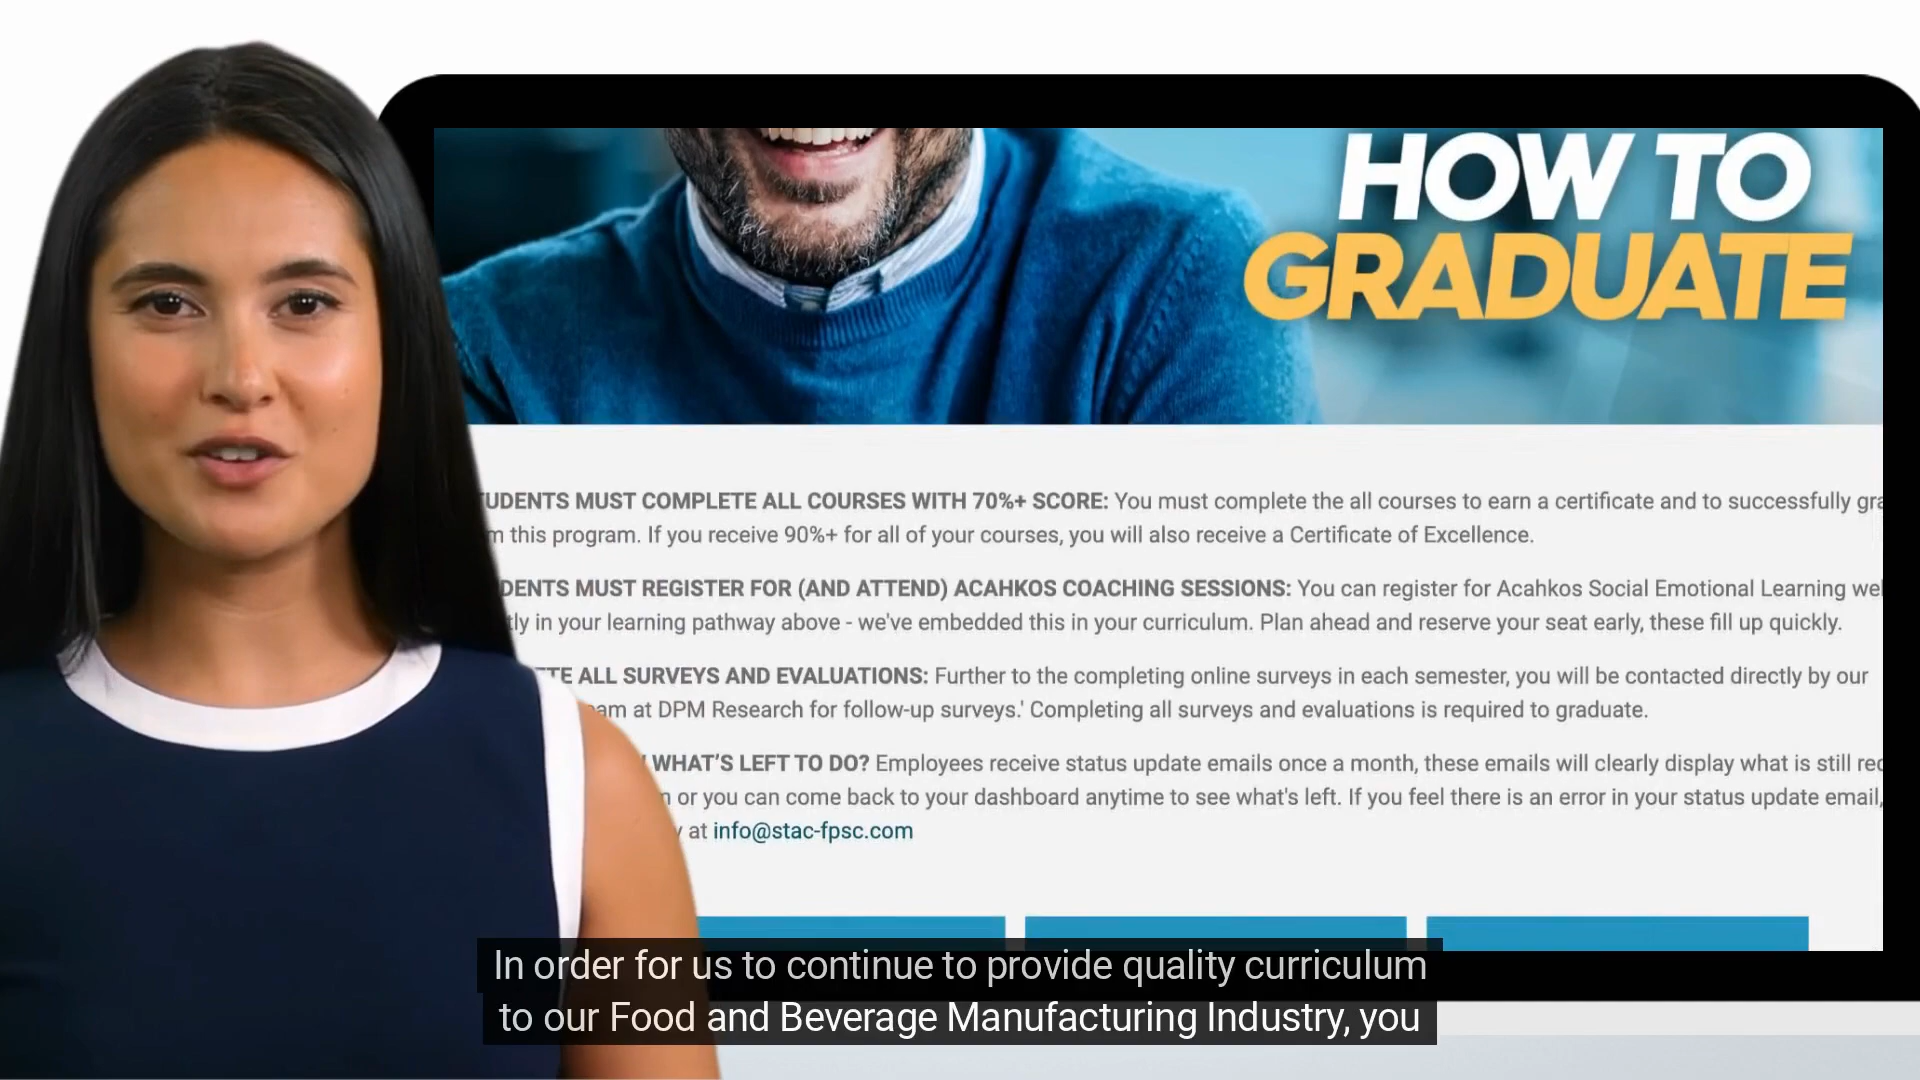 HOW TO
GRADUATE
UDENTS MUST COMPLETE ALL COURSES WITH 70%+ SCORE: You must complete the all courses to earn a certificate and to successfully gra
m this program. If you receive 90%+ for all of your courses, you will also receive a Certificate of Excellence.
DENTS MUST REGISTER FOR (AND ATTEND) ACAHKOS COACHING SESSIONS: You can register for Acahkos Social Emotional Learning we
tly in your learning pathway above - we've embedded this in your curriculum. Plan ahead and reserve your seat early, these fill up quickly.
TE ALL SURVEYS AND EVALUATIONS: Further to the completing online surveys in each semester, you will be contacted directly by our
am at DPM Research for follow-up surveys.' Completing all surveys and evaluations is required to graduate.
WHAT'S LEFT TO DO? Employees receive status update emails once a month, these emails will clearly display what is still
or you can come back to your dashboard anytime to see what's left. If you feel there is an error in your status update email,
at info@stac-fpsc.com
In order for us to continue to provide quality curriculum
to our Food and Beverage Manufacturing Industry, you